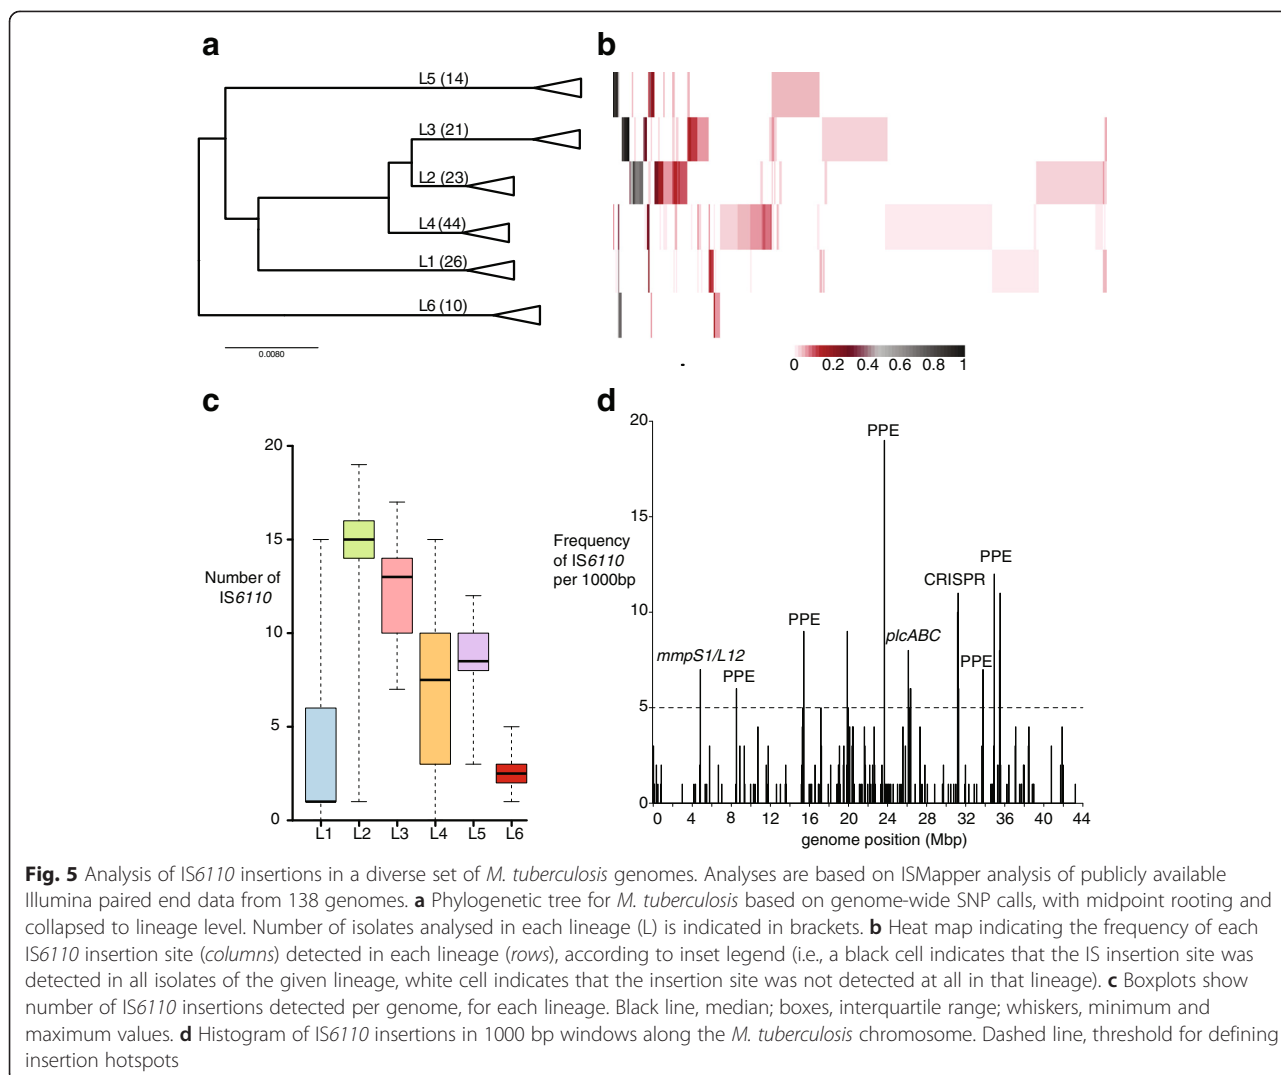 a
b
L5 (14)
L3 (21)
L2 (23)
L4 (44)
L1 (26)
L6 (10)
0.0080
0 0.2 0.4 0.6 0.8 1
c
d
20
15
10
5
0
Number of
IS6110
L1 L2 L3 L4 L5 L6
20
15
10
5
0
Frequency
of IS6110
per 1000bp
PPE
PPE
CRISPR
PPE
plcABC
mmpS1/L12
PPE
PPE
0 4 8 12 16 20 24 28 32 36 40 44
genome position (Mbp)
Fig. 5 Analysis of IS6110 insertions in a diverse set of M. tuberculosis genomes. Analyses are based on ISMapper analysis of publicly available
Illumina paired end data from 138 genomes. a Phylogenetic tree for M. tuberculosis based on genome-wide SNP calls, with midpoint rooting and
collapsed to lineage level. Number of isolates analysed in each lineage (L) is indicated in brackets. b Heat map indicating the frequency of each
IS6110 insertion site (columns) detected in each lineage (rows), according to inset legend (i.e., a black cell indicates that the IS insertion site was
detected in all isolates of the given lineage, white cell indicates that the insertion site was not detected at all in that lineage). c Boxplots show
number of IS6110 insertions detected per genome, for each lineage. Black line, median; boxes, interquartile range; whiskers, minimum and
maximum values. d Histogram of IS6110 insertions in 1000 bp windows along the M. tuberculosis chromosome. Dashed line, threshold for defining
insertion hotspots